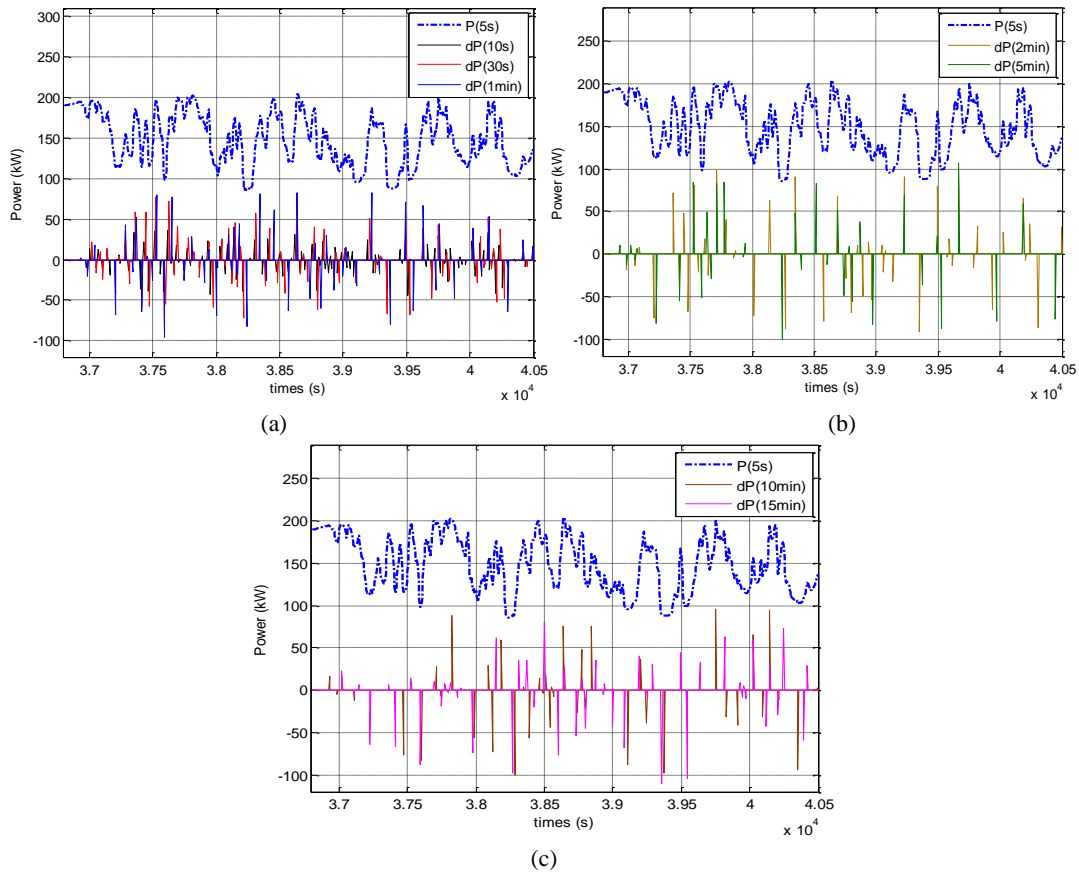 300
250
200
150
100
50
0
-50
-100
Power (kW)
P(5s)
dP(10s)
dP(30s)
dP(1min)
3.7 3.75 3.8 3.85 3.9 3.95 4 4.05
times (s)
x 10^4
(a)
250
200
150
100
50
0
-50
-100
Power (kW)
P(5s)
dP(2min)
dP(5min)
3.7 3.75 3.8 3.85 3.9 3.95 4 4.05
times (s)
x 10^4
(b)
250
200
150
100
50
0
-50
-100
Power (kW)
P(5s)
dP(10min)
dP(15min)
3.7 3.75 3.8 3.85 3.9 3.95 4 4.05
times (s)
x 10^4
(c)